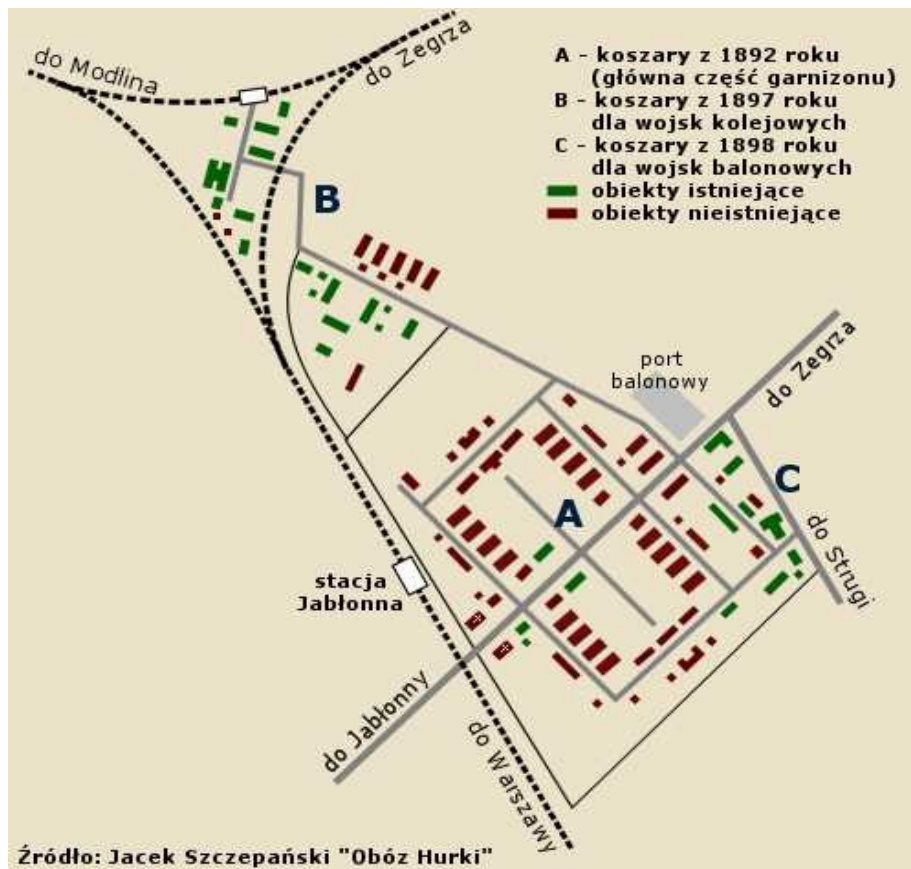 do Modlina
do Zegrza
A - koszary z 1892 roku
(główna część garnizonu)
B - koszary z 1897 roku
dla wojsk kolejowych
C - koszary z 1898 roku
dla wojsk balonowych
obiekty istniejące
obiekty nieistniejące
B
port
balonowy
do Zegrza
A
C
do Strugi
stacja
Jabłonna
do Jabłonny
do Warszawy
Źródło: Jacek Szczepański "Obóz Hurki"